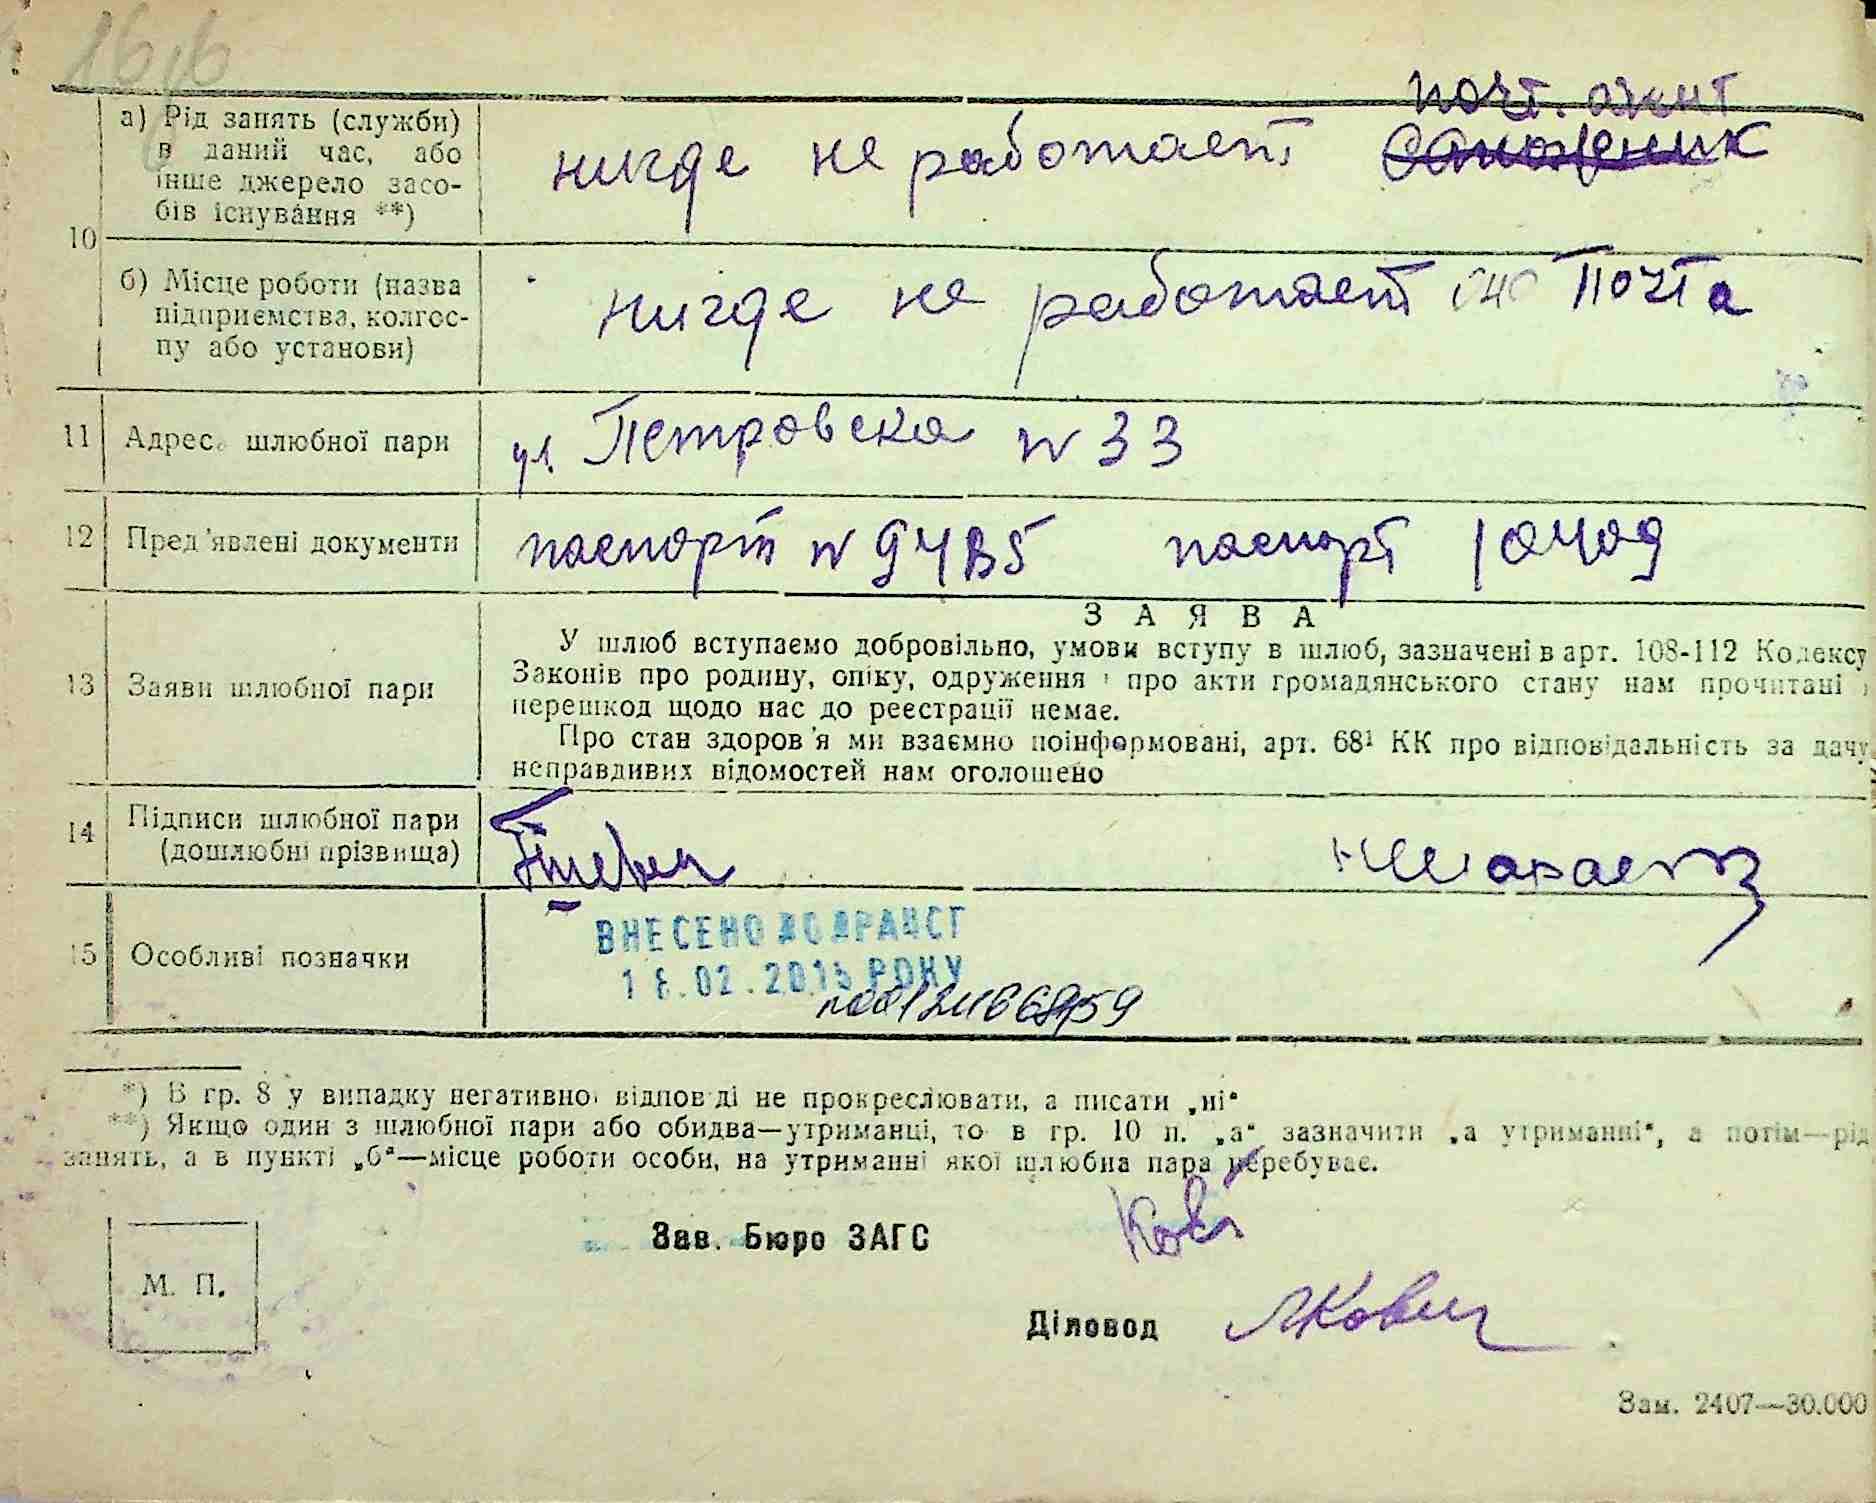 16/6
почт. агент
10
а) Рід занять (служби) в даний час, або інше джерело засобів існування **)
нигде не работает
сапожник
б) Місце роботи (назва підприємства, колгоспу або установи)
нигде не работает Почта
11 Адреса шлюбної пари
ул. Петровска N 33
12 Пред'явлені документи
паспорт N 94В5 паспорт 10409
13 Заяви шлюбної пари
ЗАЯВА
У шлюб вступаємо добровільно, умови вступу в шлюб, зазначені в арт. 108-112 Кодексу
Законів про родину, опіку, одруження і про акти громадянського стану нам прочитані і
перешкод щодо нас до реєстрації немає.
Про стан здоров'я ми взаємно поінформовані, арт. 68¹ КК про відповідальність за дачу
неправдивих відомостей нам оголошено
14 Підписи шлюбної пари
(дошлюбні прізвища)
15 Особливі позначки
ВНЕСЕНО ДО ДРАЦСГ
18.02.2015 РОКУ
*) В гр. 8 у випадку негативної відповіді не прокреслювати, а писати „ні“
**) Якщо один з шлюбної пари або обидва—утриманці, то в гр. 10 п. „а“ зазначити „а утриманні“, а потім—рід
занять, а в пункті „б“—місце роботи особи, на утриманні якої шлюбна пара перебуває.
Зав. Бюро ЗАГС
М. П.
Діловод
Зам. 2407—30.000